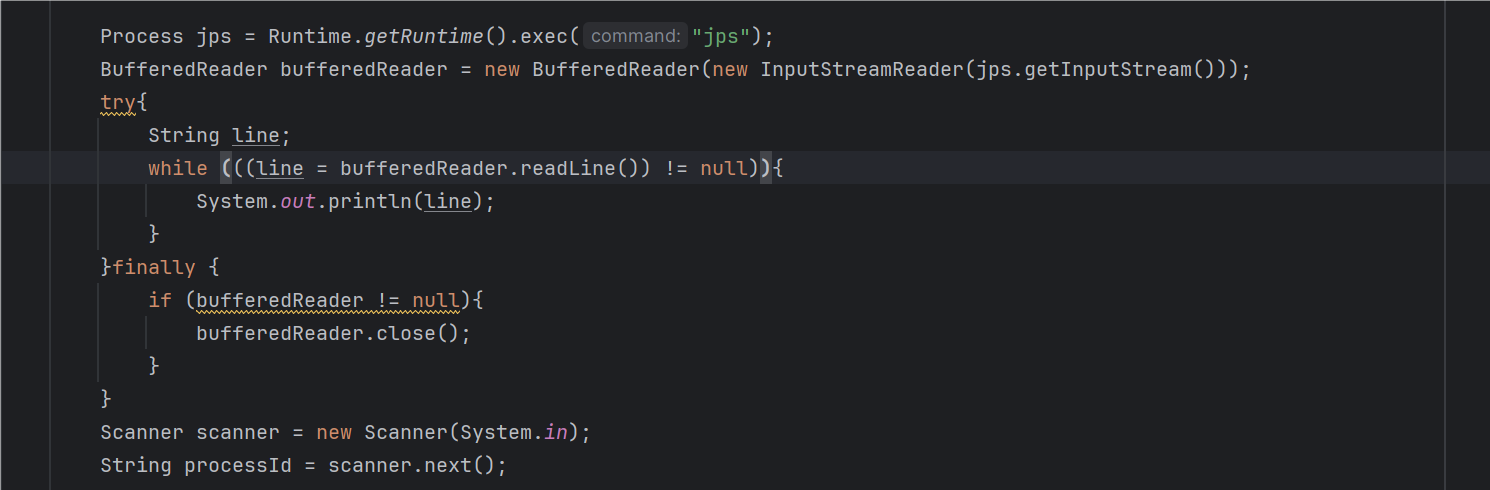 Process jps = Runtime.getRuntime().exec( command: "jps");
BufferedReader bufferedReader = new BufferedReader(new InputStreamReader(jps.getInputStream()));
try{
String line;
while (((line = bufferedReader.readLine()) != null)){
System.out.println(line);
}
}finally {
if (bufferedReader != null){
bufferedReader.close();
}
}
Scanner scanner = new Scanner(System.in);
String processId = scanner.next();